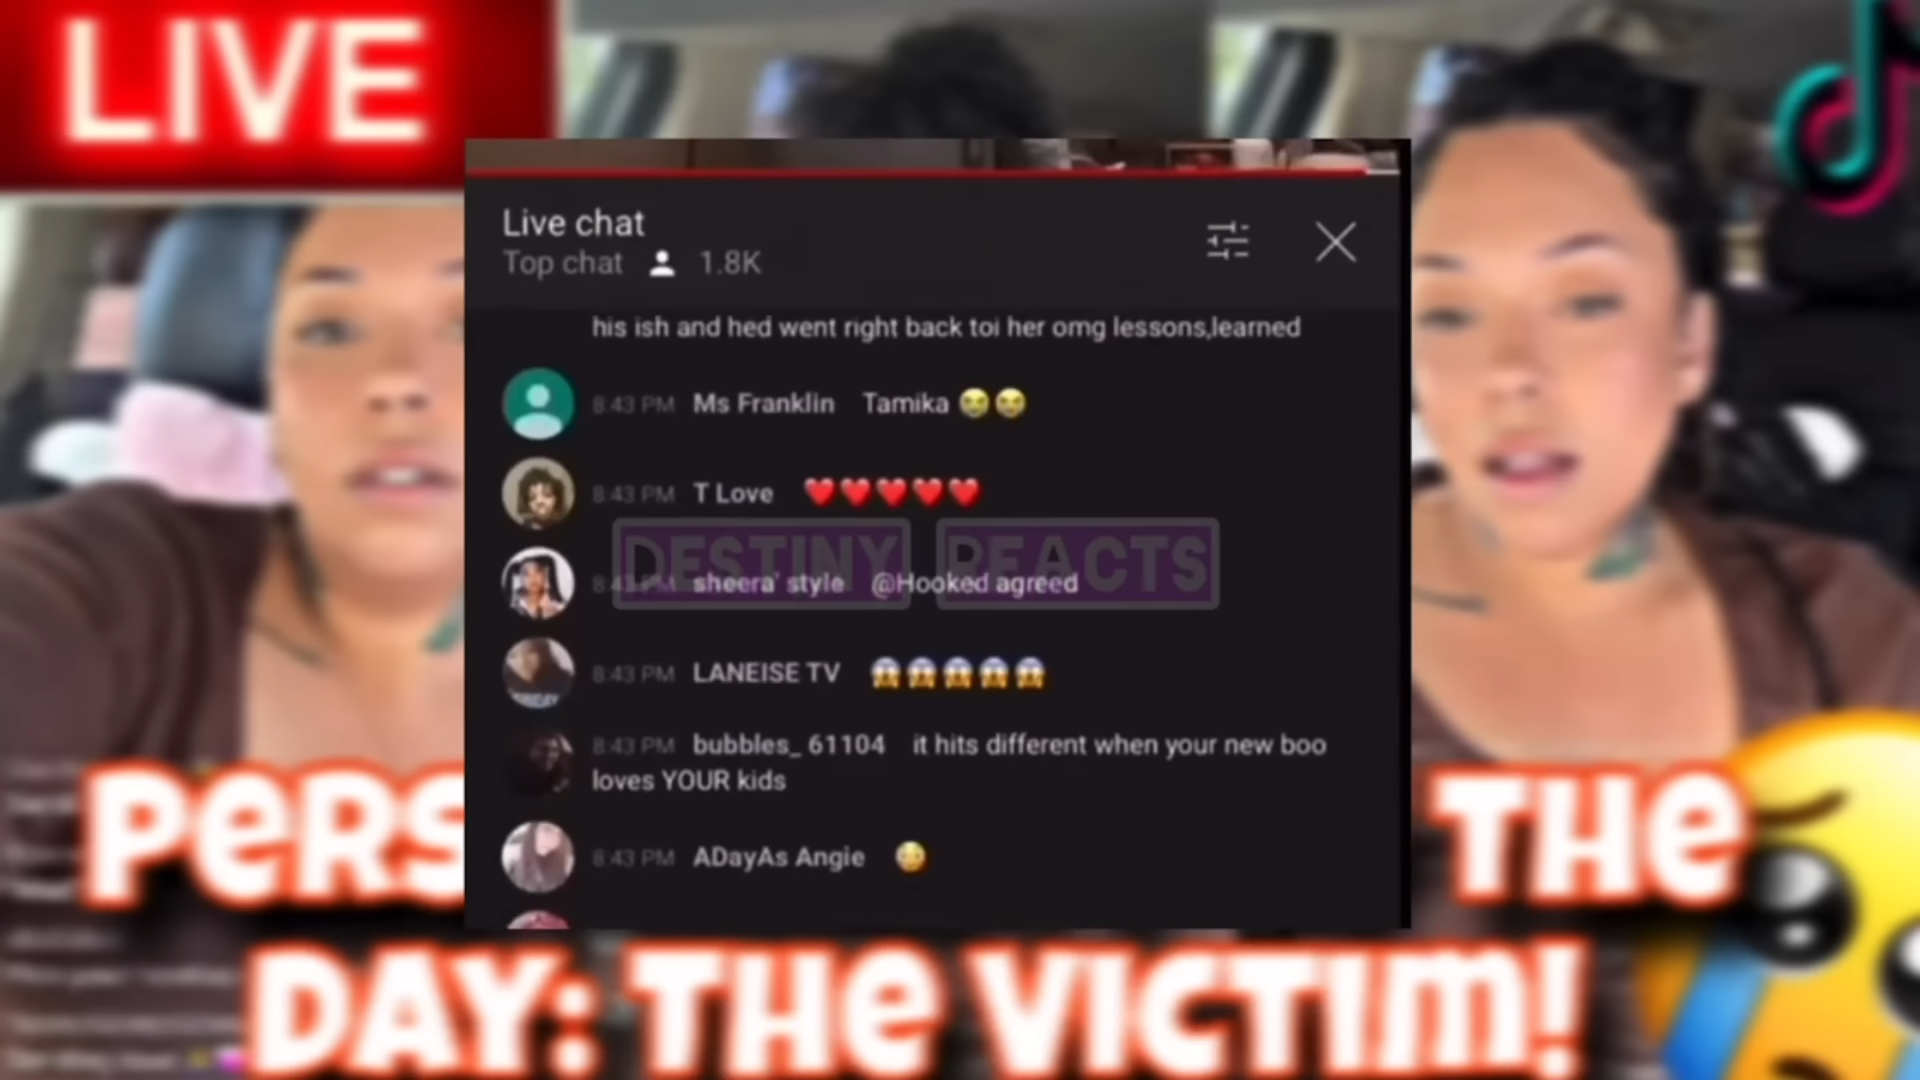 LIVE
Live chat
Top chat 1.8K
his ish and hed went right back toi her omg lessons,learned
8:43 PM Ms Franklin Tamika 😭😭
8:43 PM T Love ❤️❤️❤️❤️❤️
DESTINY REACTS
8:43 PM sheera' style @Hooked agreed
8:43 PM LANEISE TV 😱😱😱😱😱
8:43 PM bubbles_ 61104 it hits different when your new boo
loves YOUR kids
8:43 PM ADayAs Angie 😳
PERS THE
DAY: THE VICTIM!